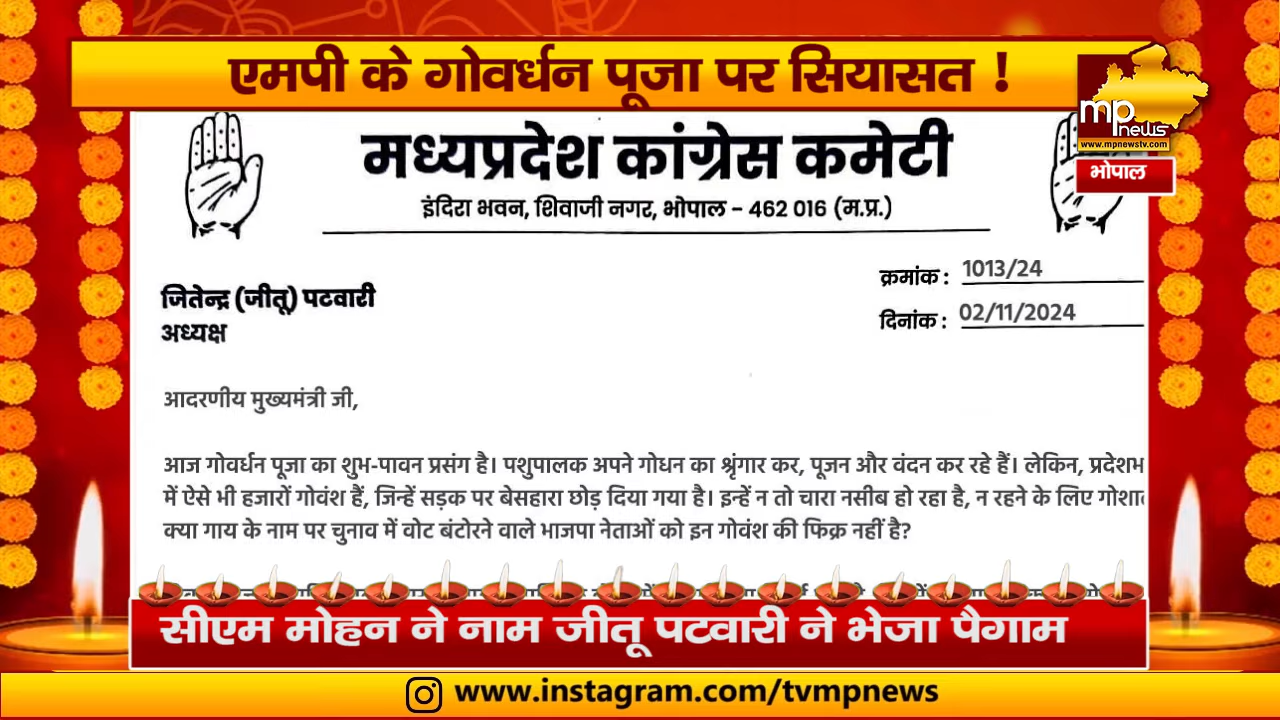 एमपी के गोवर्धन पूजा पर सियासत !
mp news
www.mpnewstv.com
भोपाल
मध्यप्रदेश कांग्रेस कमेटी
इंदिरा भवन, शिवाजी नगर, भोपाल - 462 016 (म.प्र.)
क्रमांक : 1013/24
जितेन्द्र (जीतू) पटवारी
दिनांक : 02/11/2024
अध्यक्ष
आदरणीय मुख्यमंत्री जी,
आज गोवर्धन पूजा का शुभ-पावन प्रसंग है। पशुपालक अपने गोधन का श्रृंगार कर, पूजन और वंदन कर रहे हैं। लेकिन,
में ऐसे भी हजारों गोवंश हैं, जिन्हें सड़क पर बेसहारा छोड़ दिया गया है। इन्हें न तो चारा नसीब हो रहा है, न रहने के लिए
क्या गाय के नाम पर चुनाव में वोट बंटोरने वाले भाजपा नेताओं को इन गोवंश की फिक्र नहीं है?
सीएम मोहन ने नाम जीतू पटवारी ने भेजा पैगाम
www.instagram.com/tvmpnews